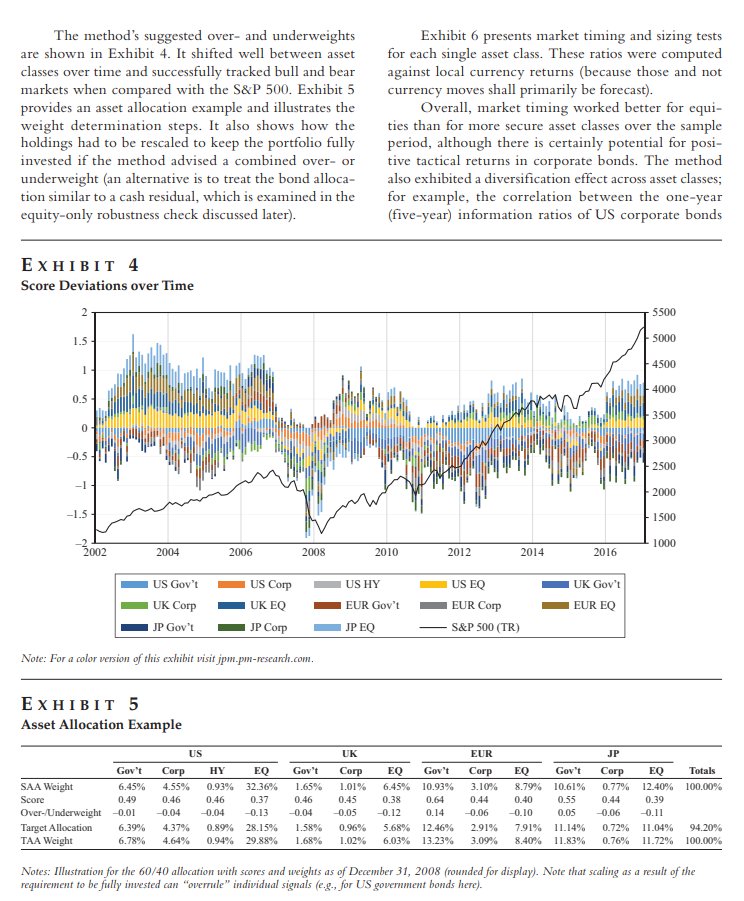 The method's suggested over- and underweights
are shown in Exhibit 4. It shifted well between asset
classes over time and successfully tracked bull and bear
markets when compared with the S&P 500. Exhibit 5
provides an asset allocation example and illustrates the
weight determination steps. It also shows how the
holdings had to be rescaled to keep the portfolio fully
invested if the method advised a combined over- or
underweight (an alternative is to treat the bond alloca-
tion similar to a cash residual, which is examined in the
equity-only robustness check discussed later).
Exhibit 6 presents market timing and sizing tests
for each single asset class. These ratios were computed
against local currency returns (because those and not
currency moves shall primarily be forecast).
Overall, market timing worked better for equi-
ties than for more secure asset classes over the sample
period, although there is certainly potential for posi-
tive tactical returns in corporate bonds. The method
also exhibited a diversification effect across asset classes;
for example, the correlation between the one-year
(five-year) information ratios of US corporate bonds
EXHIBIT 4
Score Deviations over Time
2 5500
1.5 5000
1 4500
0.5 4000
0 3500
–0.5 3000
–1 2500
–1.5 2000
–2 1500
1000
2002 2004 2006 2008 2010 2012 2014 2016
US Gov't US Corp US HY US EQ UK Gov't
UK Corp UK EQ EUR Gov't EUR Corp EUR EQ
JP Gov't JP Corp JP EQ S&P 500 (TR)
Note: For a color version of this exhibit visit jpm.pm-research.com.
EXHIBIT 5
Asset Allocation Example
US UK EUR JP
Gov't Corp HY EQ Gov't Corp EQ Gov't Corp EQ Gov't Corp EQ Totals
SAA Weight 6.45% 4.55% 0.93% 32.36% 1.65% 1.01% 6.45% 10.93% 3.10% 8.79% 10.61% 0.77% 12.40% 100.00%
Score 0.49 0.46 0.46 0.37 0.46 0.45 0.38 0.64 0.44 0.40 0.55 0.44 0.39
Over-/Underweight –0.01 –0.04 –0.04 –0.13 –0.04 –0.05 –0.12 0.14 –0.06 –0.10 0.05 –0.06 –0.11
Target Allocation 6.39% 4.37% 0.89% 28.15% 1.58% 0.96% 5.68% 12.46% 2.91% 7.91% 11.14% 0.72% 11.04% 94.20%
TAA Weight 6.78% 4.64% 0.94% 29.88% 1.68% 1.02% 6.03% 13.23% 3.09% 8.40% 11.83% 0.76% 11.72% 100.00%
Notes: Illustration for the 60/40 allocation with scores and weights as of December 31, 2008 (rounded for display). Note that scaling as a result of the
requirement to be fully invested can "overrule" individual signals (e.g., for US government bonds here).